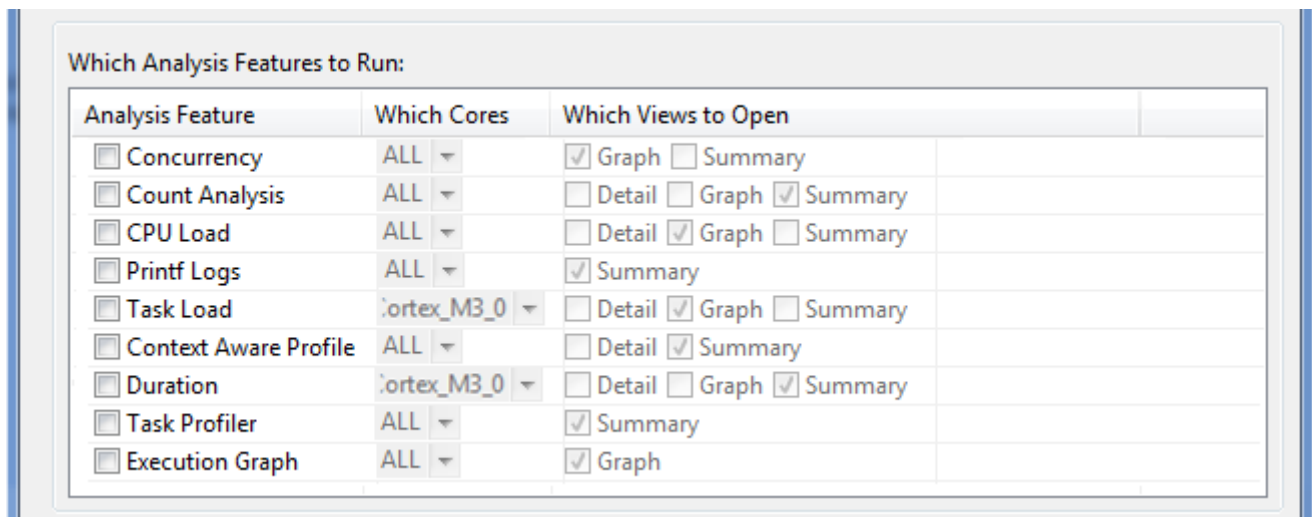 Which Analysis Features to Run:
Analysis Feature Which Cores Which Views to Open
Concurrency ALL Graph Summary
Count Analysis ALL Detail Graph Summary
CPU Load ALL Detail Graph Summary
Printf Logs ALL Summary
Task Load ortex_M3_0 Detail Graph Summary
Context Aware Profile ALL Detail Summary
Duration ortex_M3_0 Detail Graph Summary
Task Profiler ALL Summary
Execution Graph ALL Graph